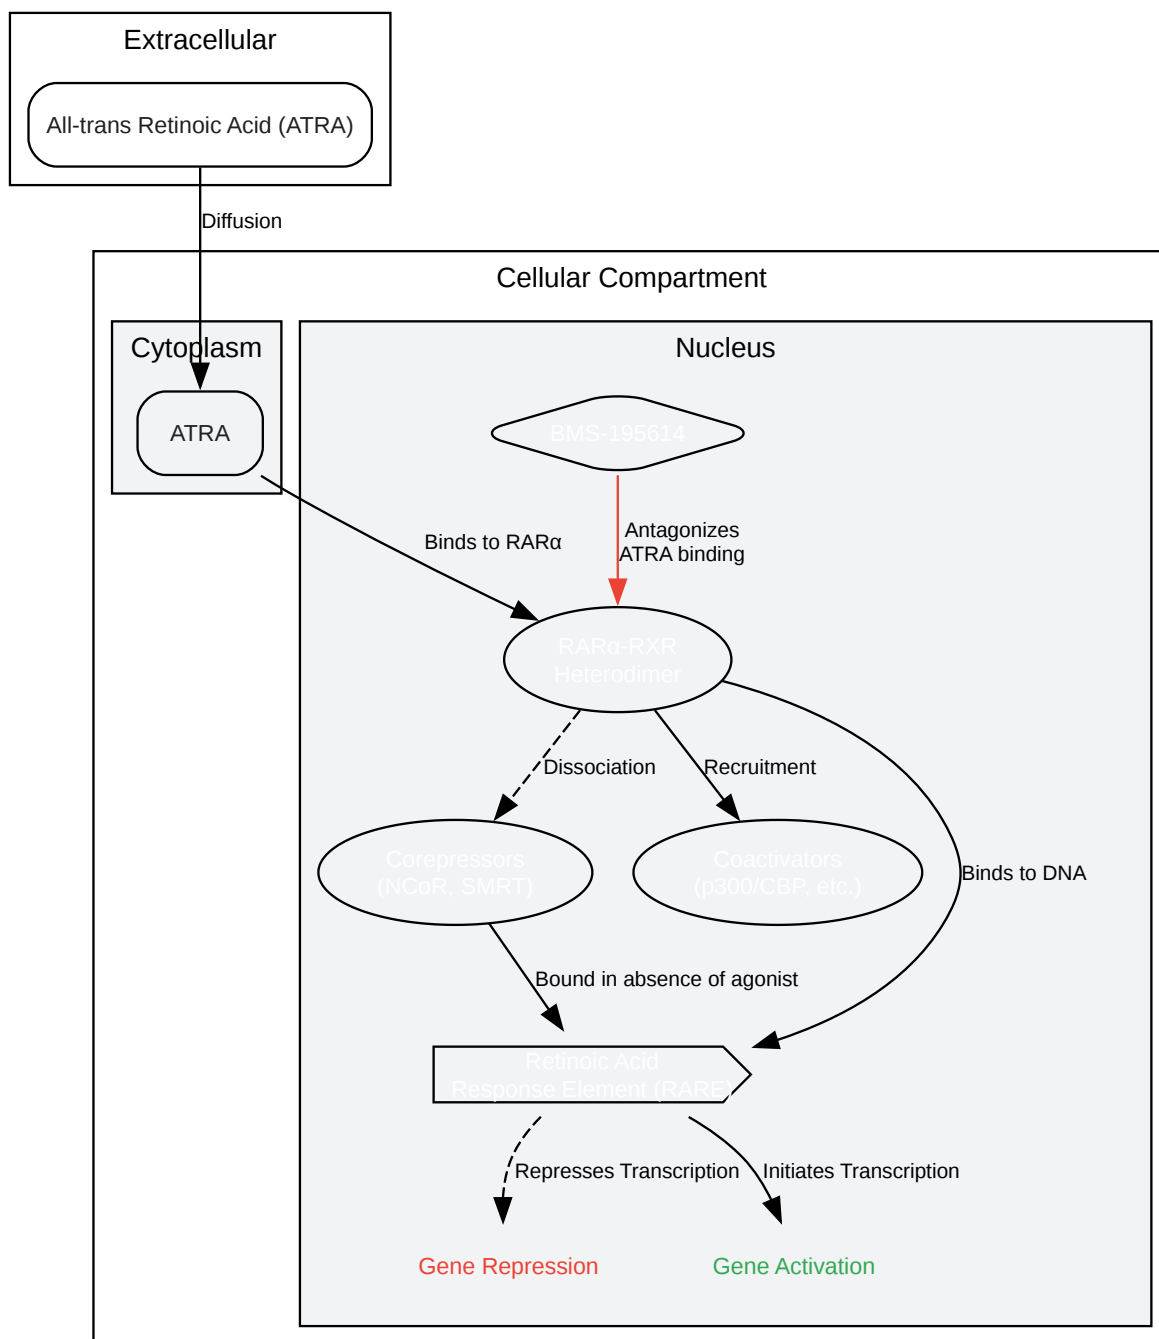 Extracellular
All-trans Retinoic Acid (ATRA)
Diffusion
Cellular Compartment
Cytoplasm
Nucleus
ATRA
BMS-195614
Antagonizes
ATRA binding
Binds to RARα
RARα-RXR
Heterodimer
Dissociation
Recruitment
Corepressors
(NCoR, SMRT)
Coactivators
(p300/CBP, etc.)
Binds to DNA
Bound in absence of agonist
Retinoic Acid
Response Element (RARE)
Represses Transcription
Initiates Transcription
Gene Repression
Gene Activation